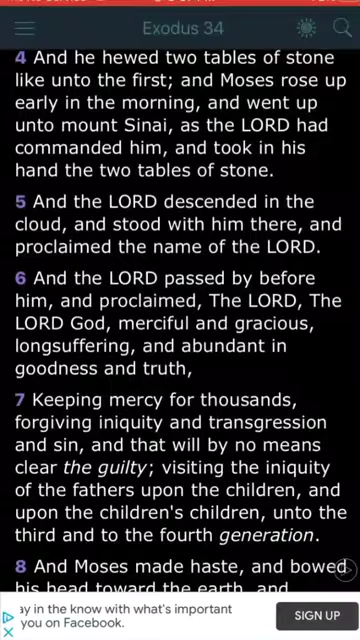 Exodus 34
4 And he hewed two tables of stone
like unto the first; and Moses rose up
early in the morning, and went up
unto mount Sinai, as the LORD had
commanded him, and took in his
hand the two tables of stone.
5 And the LORD descended in the
cloud, and stood with him there, and
proclaimed the name of the LORD.
6 And the LORD passed by before
him, and proclaimed, The LORD, The
LORD God, merciful and gracious,
longsuffering, and abundant in
goodness and truth,
7 Keeping mercy for thousands,
forgiving iniquity and transgression
and sin, and that will by no means
clear the guilty; visiting the iniquity
of the fathers upon the children, and
upon the children's children, unto the
third and to the fourth generation.
8 And Moses made haste, and bowed
his head toward the earth, and
ay in the know with what's important
you on Facebook.
SIGN UP